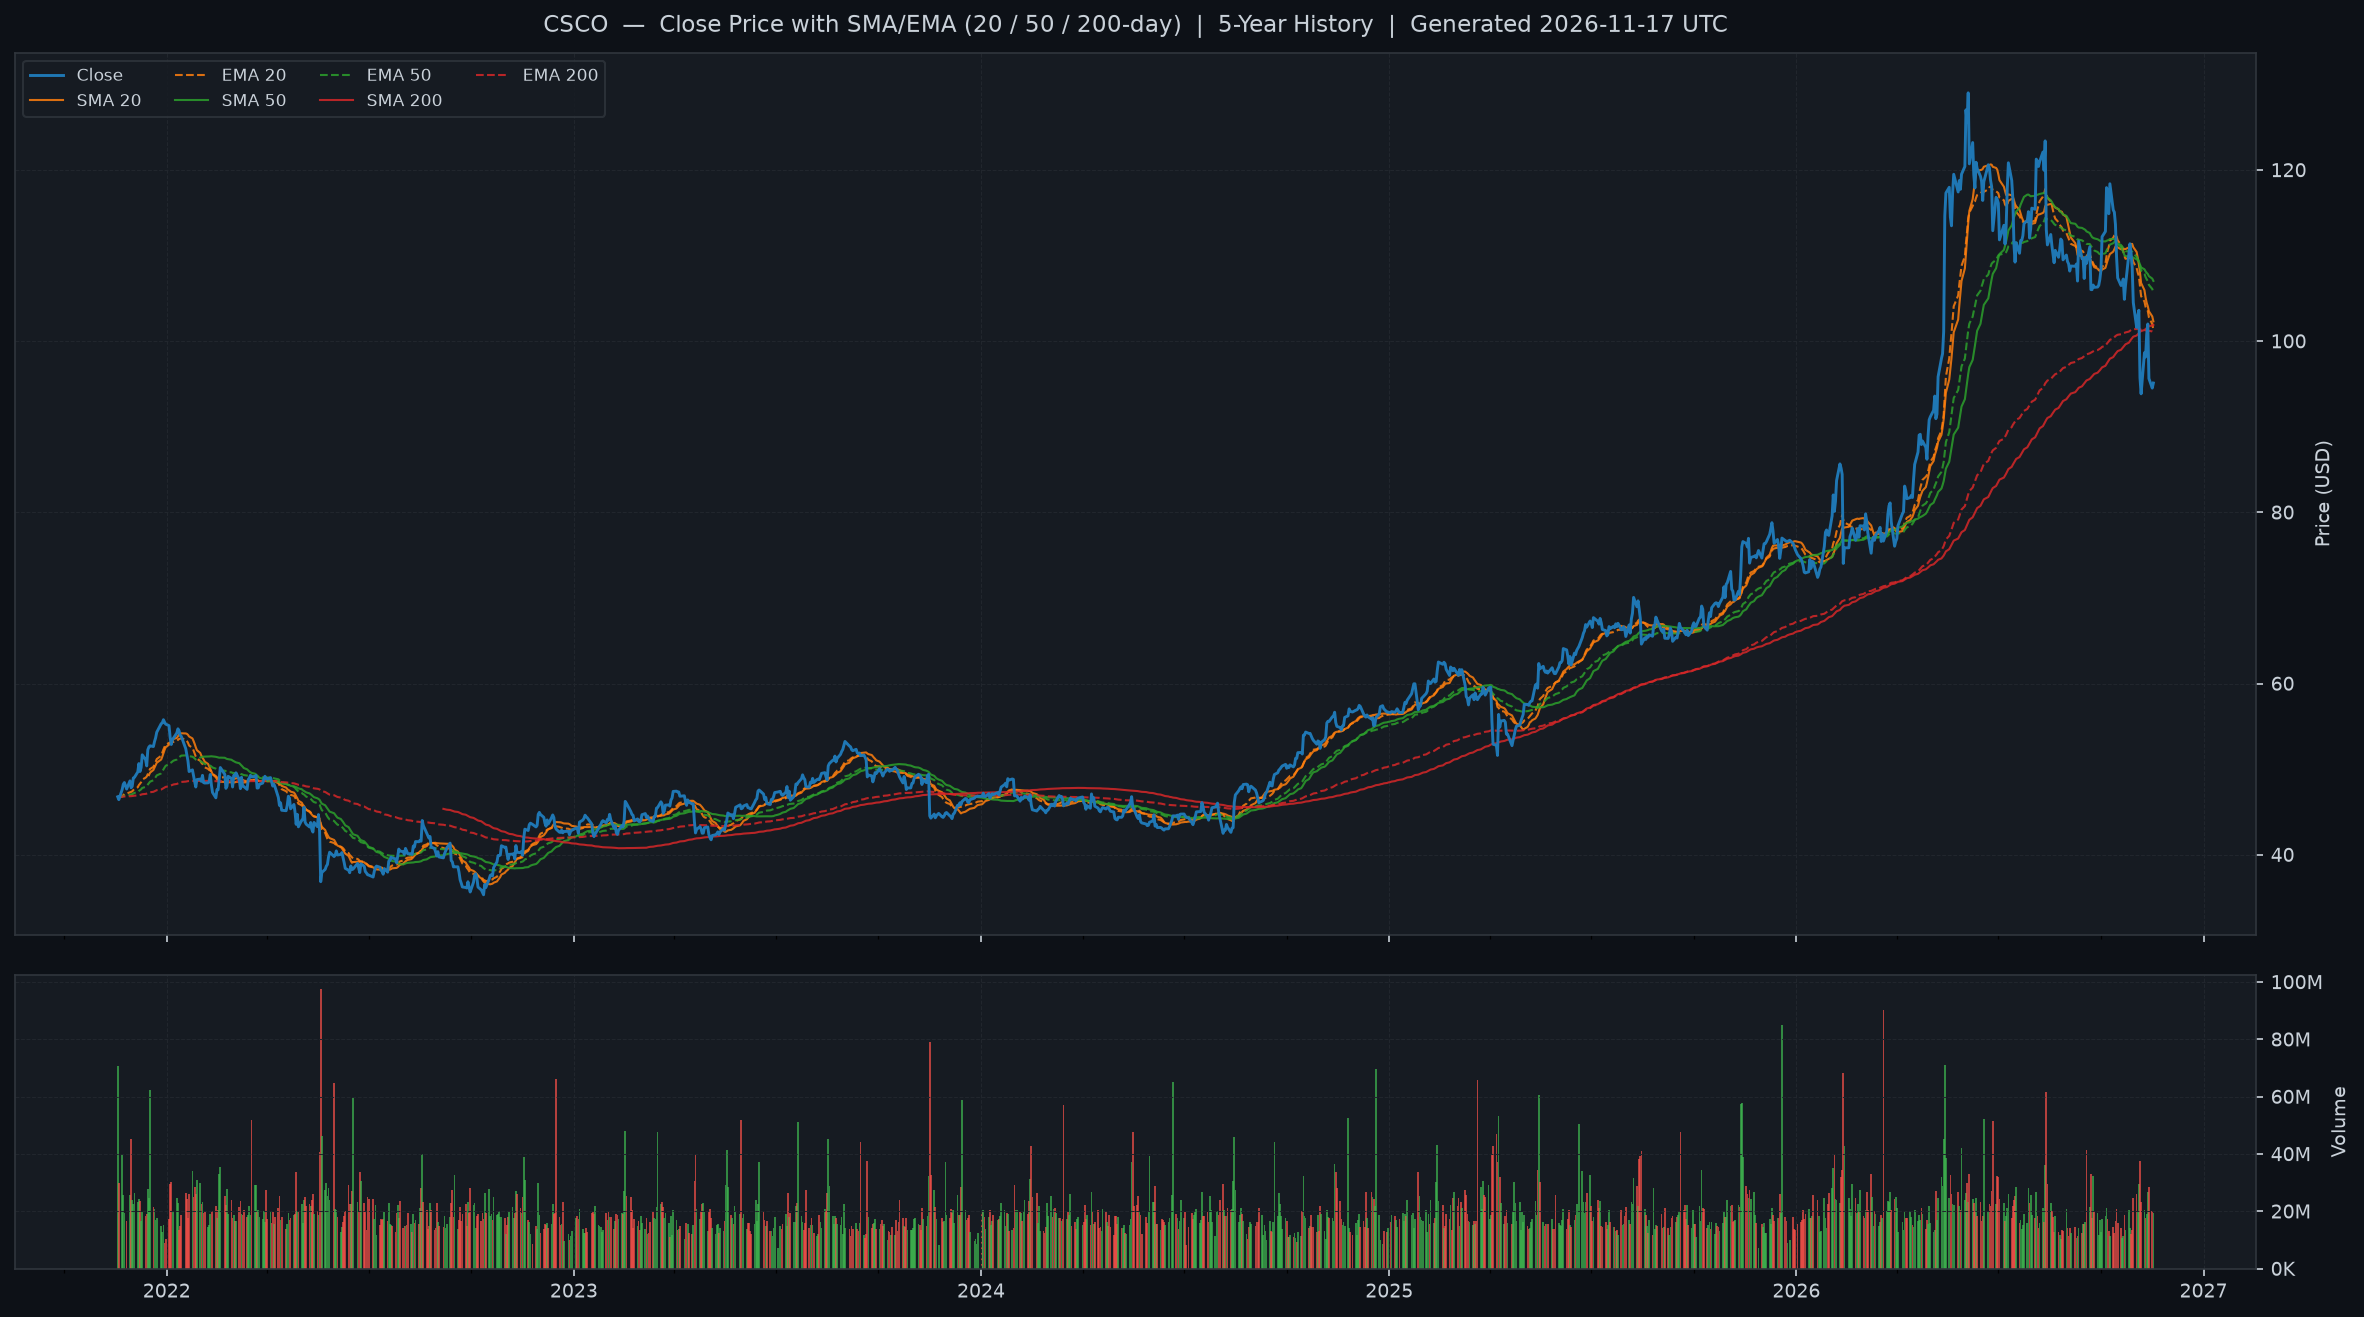 CSCO — Close Price with SMA/EMA (20 / 50 / 200-day) | 5-Year History | Generated 2026-11-17 UTC
Close EMA 20 EMA 50 EMA 200
SMA 20 SMA 50 SMA 200
120
100
80
60
40
Price (USD)
100M
80M
60M
40M
20M
0K
Volume
2022 2023 2024 2025 2026 2027